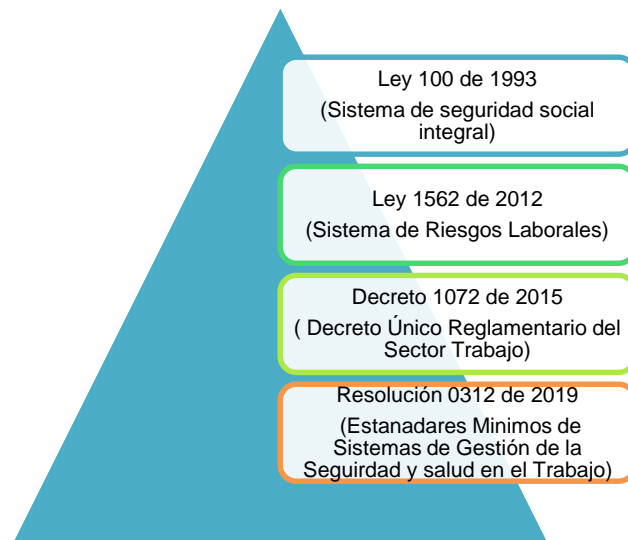 Ley 100 de 1993
(Sistema de seguridad social
integral)
Ley 1562 de 2012
(Sistema de Riesgos Laborales)
Decreto 1072 de 2015
( Decreto Único Reglamentario del
Sector Trabajo)
Resolución 0312 de 2019
(Estanadares Minimos de
Sistemas de Gestión de la
Seguirdad y salud en el Trabajo)